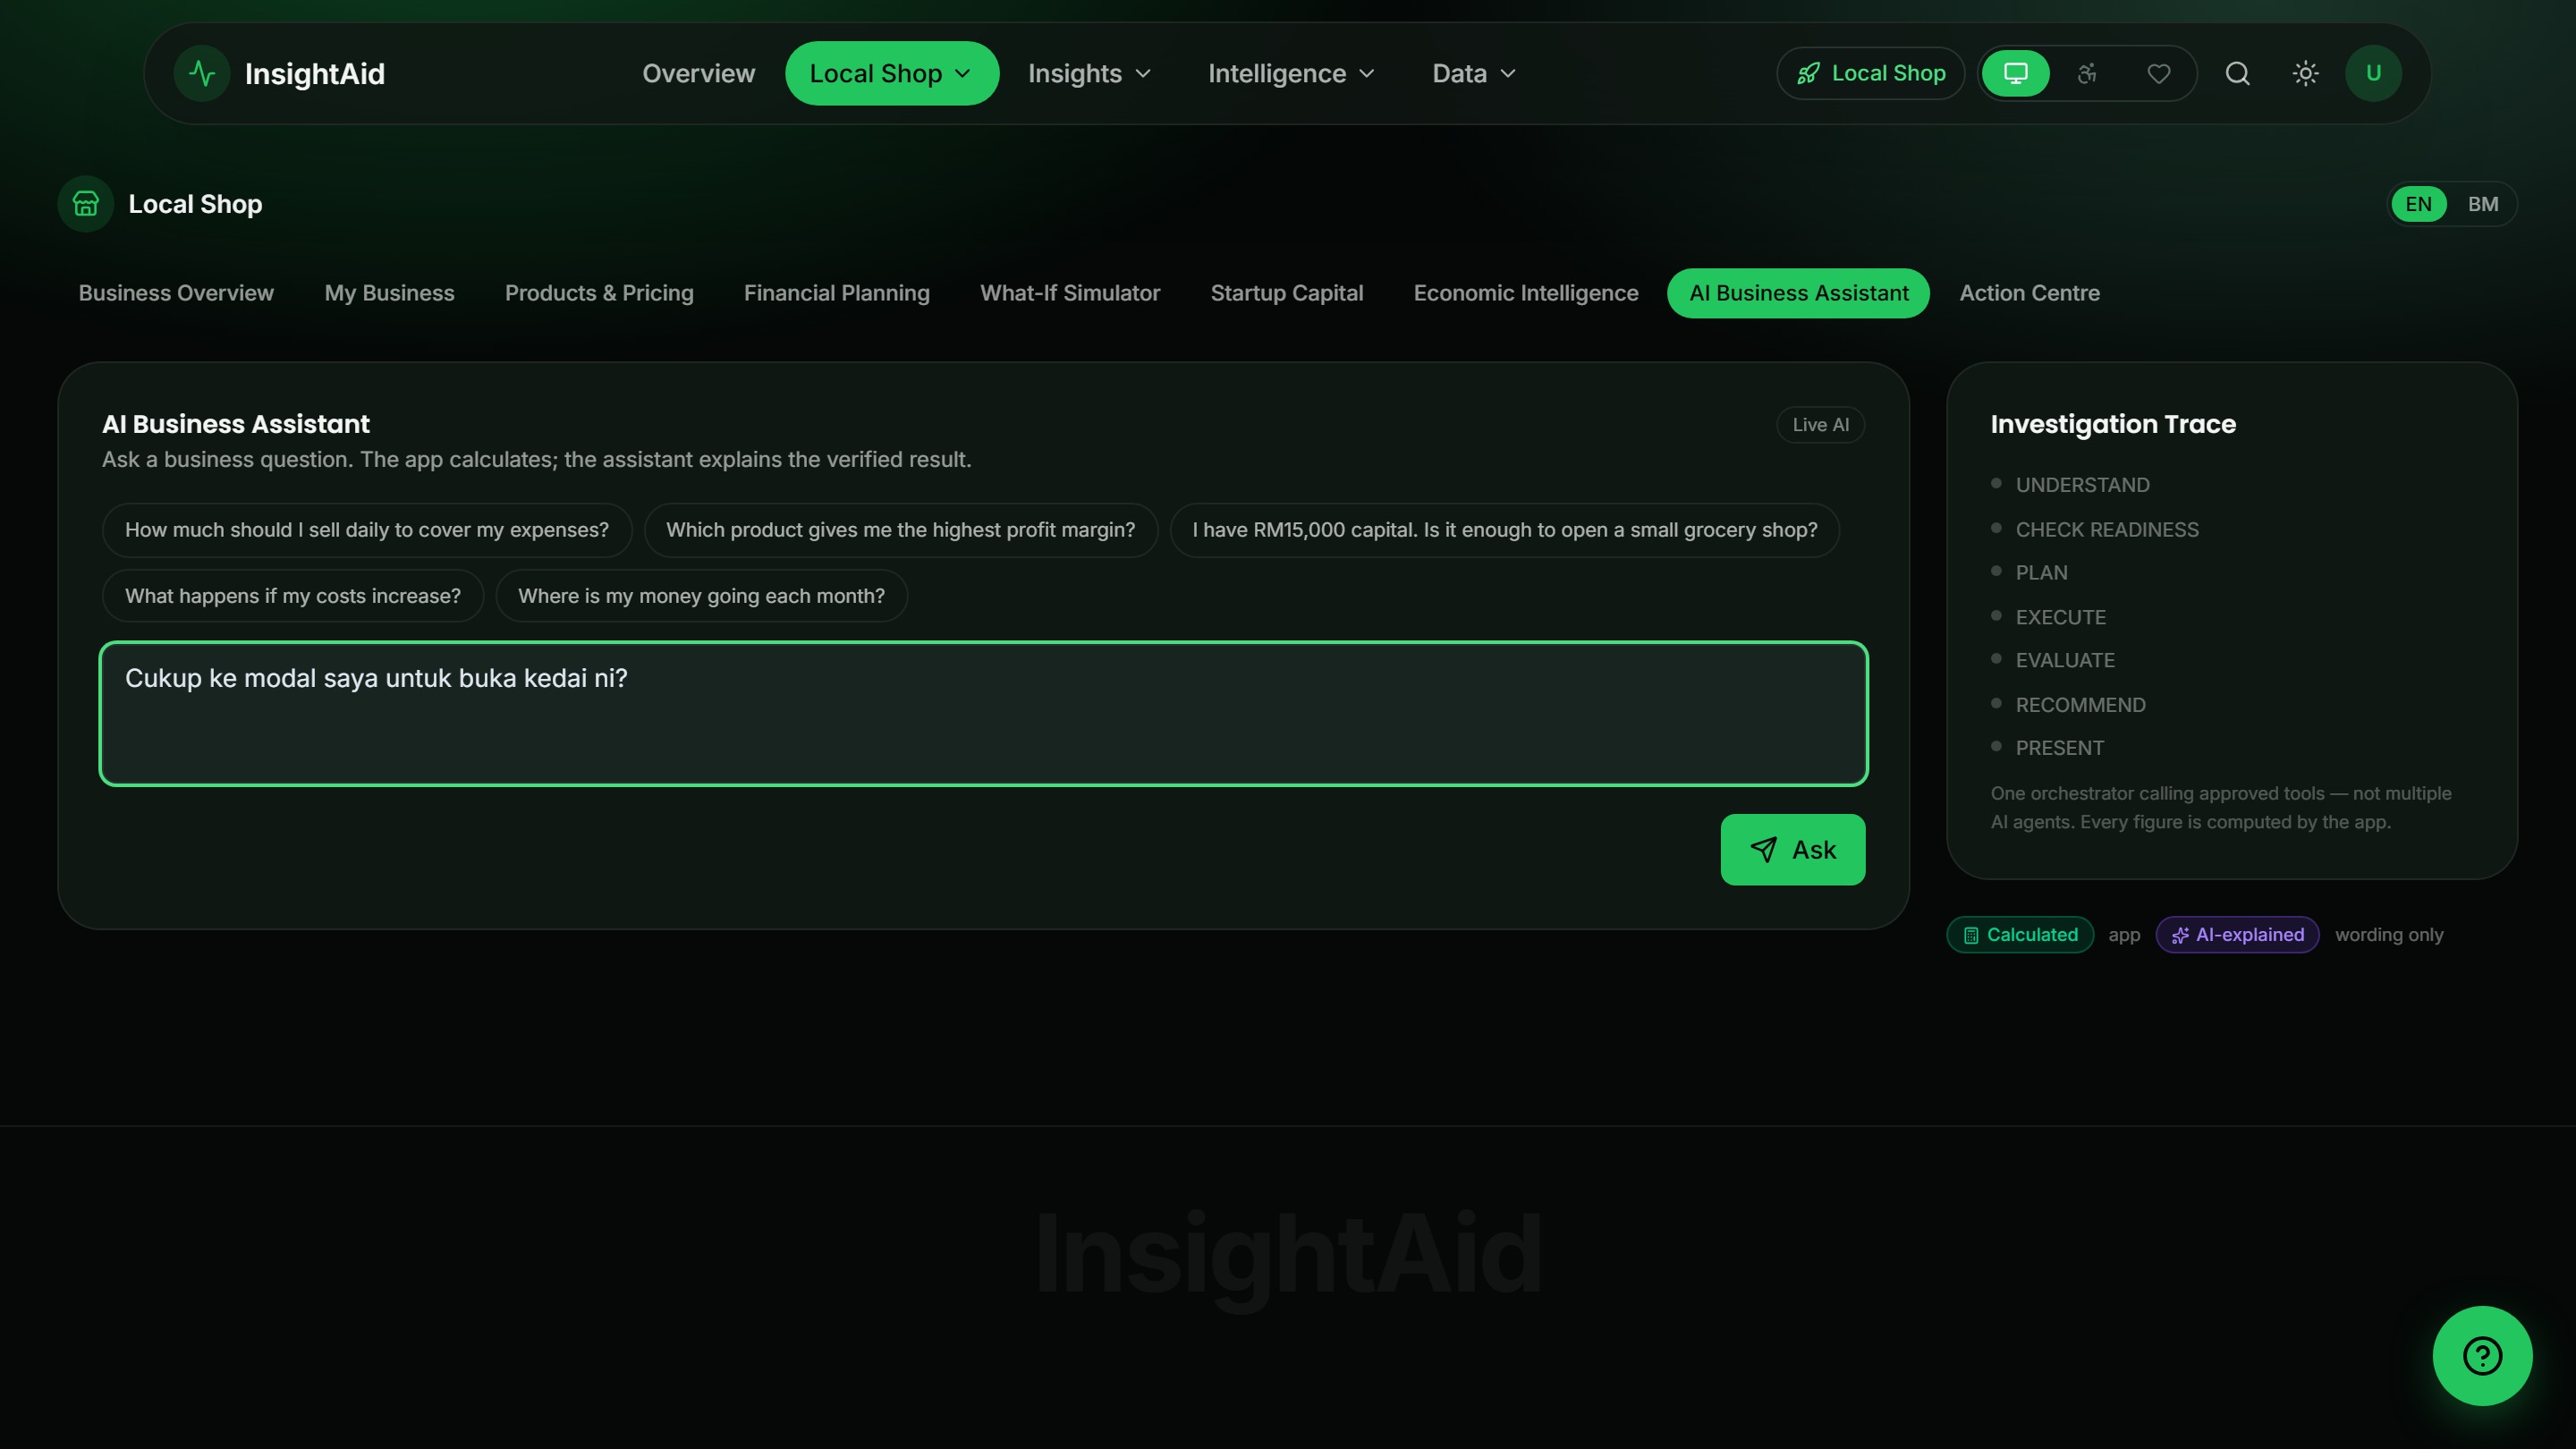 InsightAid
Overview
Local Shop
Insights
Intelligence
Data
Local Shop
U
Local Shop
EN
BM
Business Overview
My Business
Products & Pricing
Financial Planning
What-If Simulator
Startup Capital
Economic Intelligence
AI Business Assistant
Action Centre
AI Business Assistant
Live AI
Ask a business question. The app calculates; the assistant explains the verified result.
How much should I sell daily to cover my expenses?
Which product gives me the highest profit margin?
I have RM15,000 capital. Is it enough to open a small grocery shop?
What happens if my costs increase?
Where is my money going each month?
Cukup ke modal saya untuk buka kedai ni?
Ask
Investigation Trace
UNDERSTAND
CHECK READINESS
PLAN
EXECUTE
EVALUATE
RECOMMEND
PRESENT
One orchestrator calling approved tools — not multiple
AI agents. Every figure is computed by the app.
Calculated
app
AI-explained
wording only
InsightAid